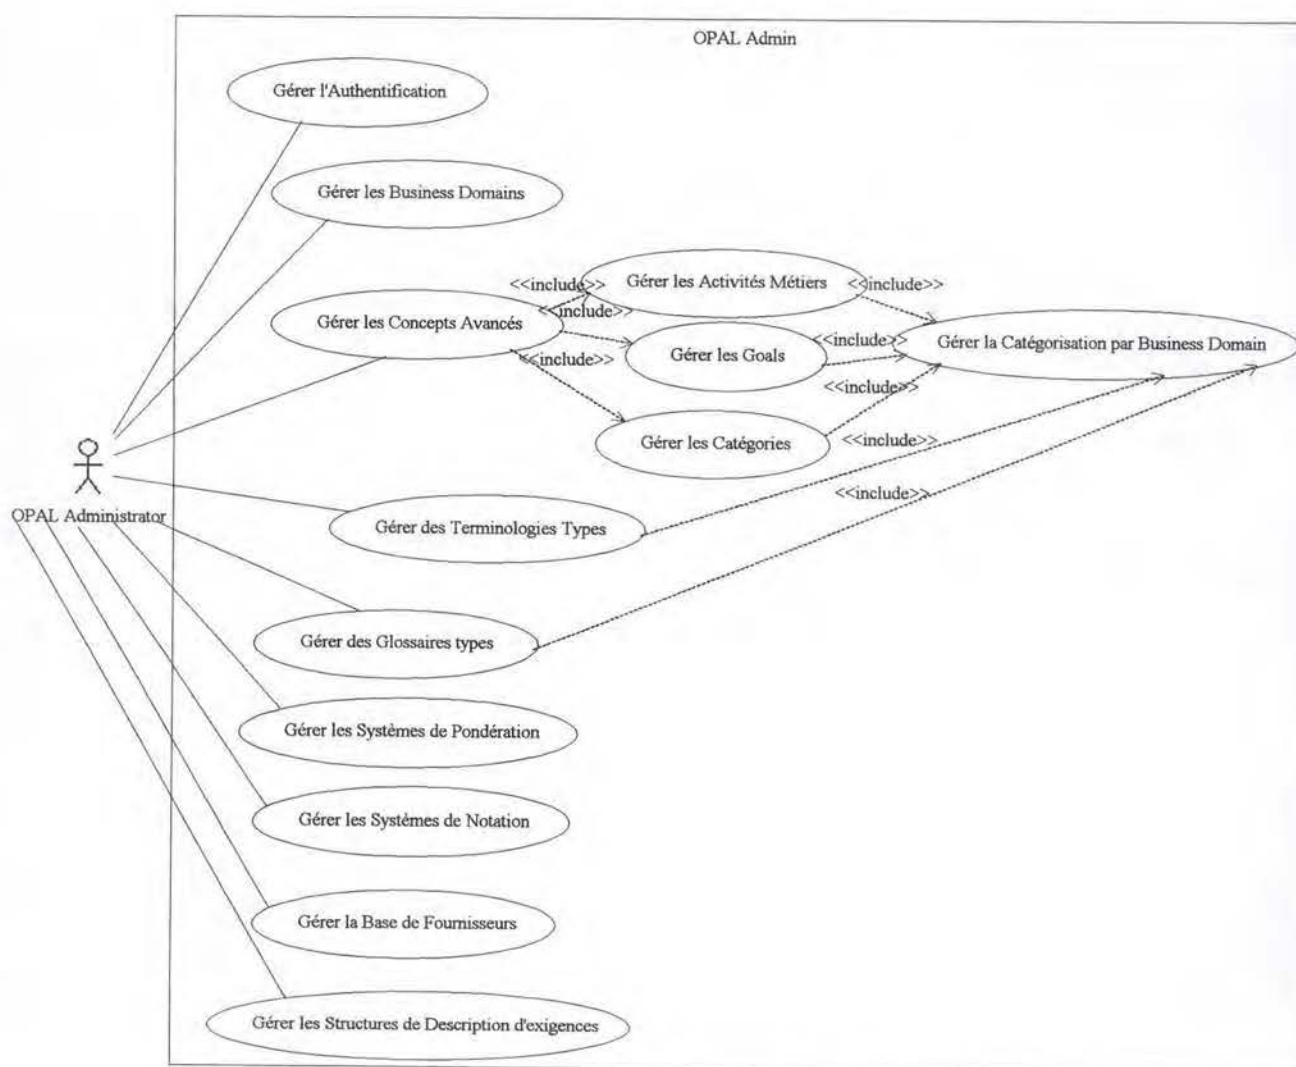 OPAL Admin
Gérer l'Authentification
Gérer les Business Domains
<<include>>
Gérer les Activités Métiers
<<include>>
<<include>>
Gérer les Concepts Avancés
Gérer les Goals
<<include>>
Gérer la Catégorisation par Business Domain
<<include>>
<<include>>
Gérer les Catégories
<<include>>
<<include>>
OPAL Administrator
Gérer des Terminologies Types
Gérer des Glossaires types
Gérer les Systèmes de Pondération
Gérer les Systèmes de Notation
Gérer la Base de Fournisseurs
Gérer les Structures de Description d'exigences